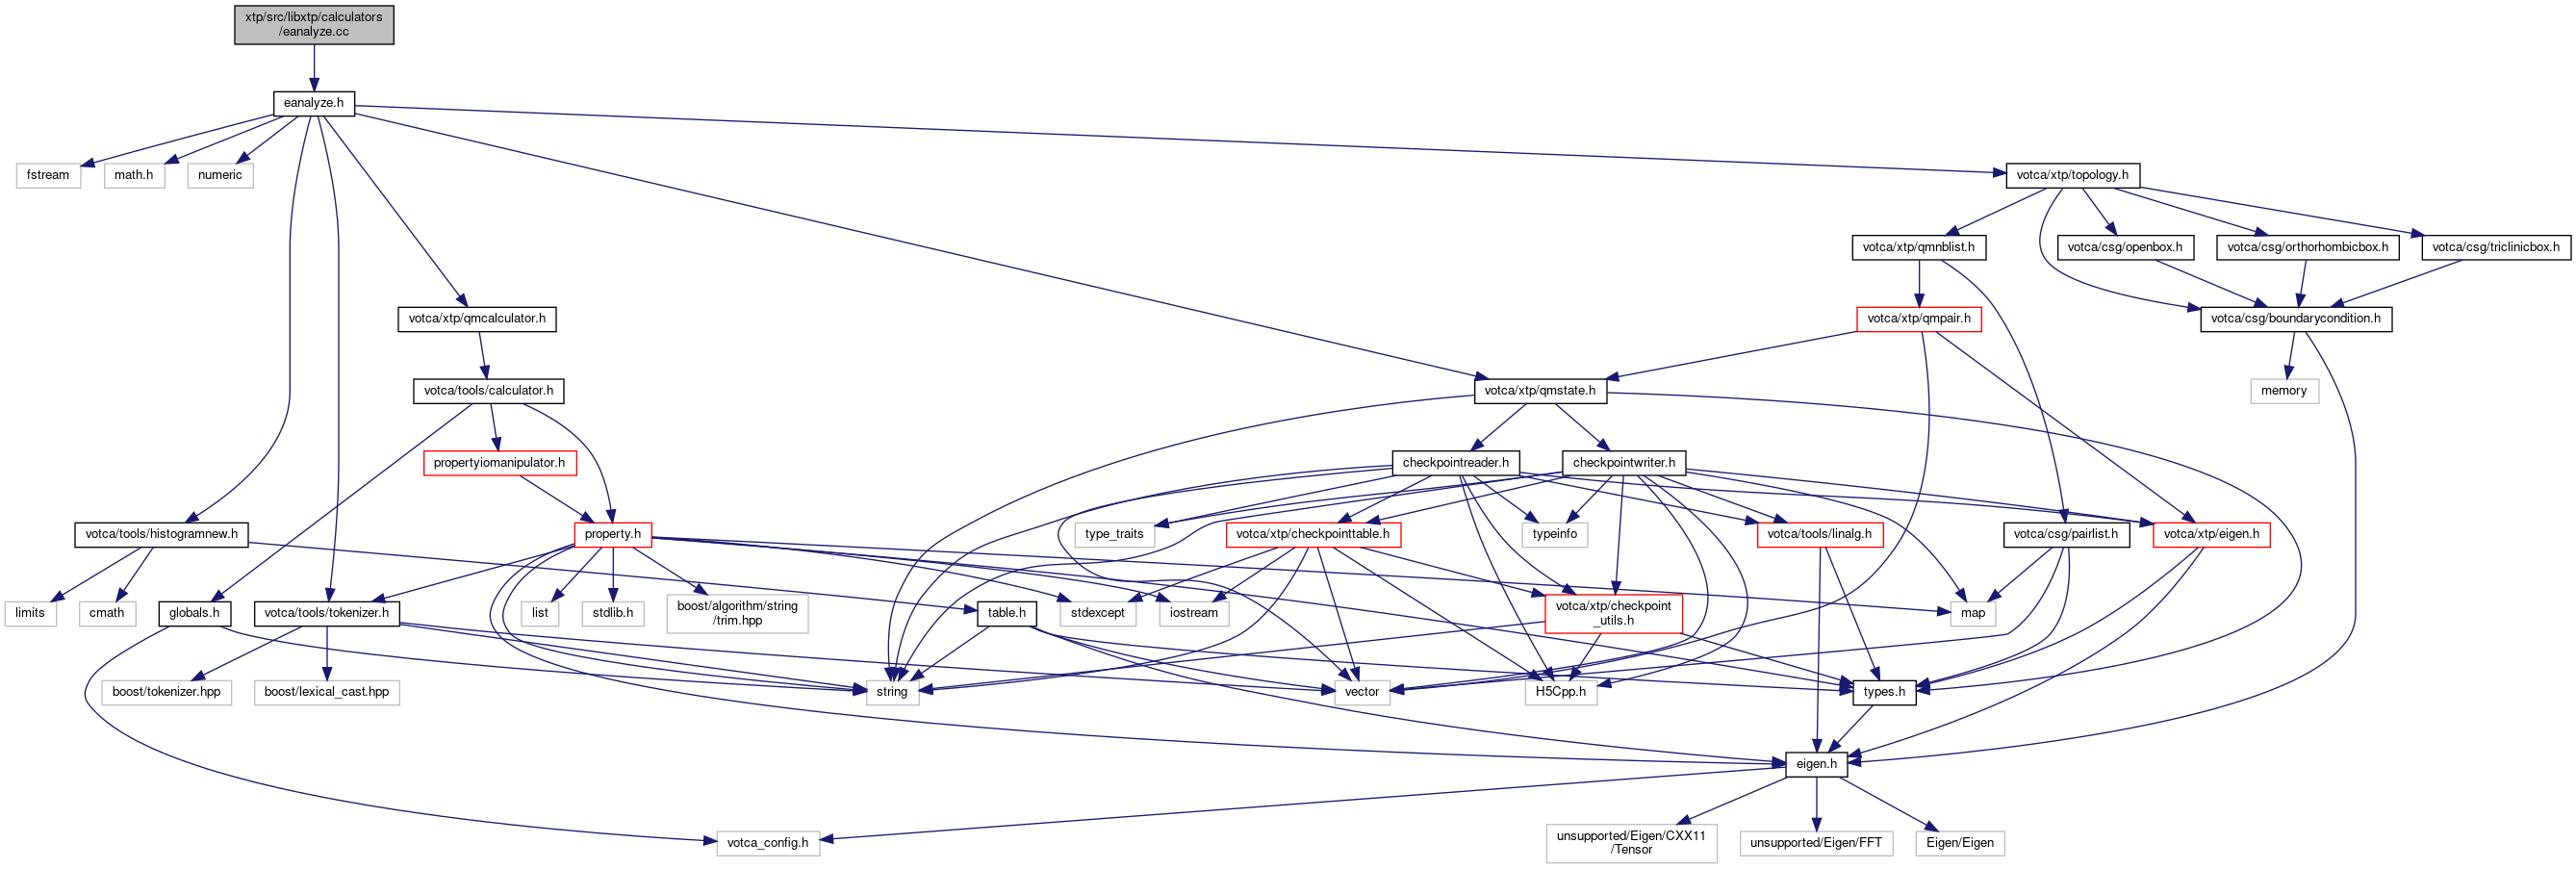 xtp/src/libxtp/calculators
/eanalyze.cc
eanalyze.h
fstream
math.h
numeric
votca/xtp/topology.h
votca/xtp/qmnblist.h
votca/csg/openbox.h
votca/csg/orthorhombicbox.h
votca/csg/triclinicbox.h
votca/xtp/qmcalculator.h
votca/xtp/qmpair.h
votca/csg/boundarycondition.h
votca/tools/calculator.h
votca/xtp/qmstate.h
memory
propertyiomanipulator.h
checkpointreader.h
checkpointwriter.h
votca/tools/histogramnew.h
property.h
type_traits
votca/xtp/checkpointtable.h
typeinfo
votca/tools/linalg.h
votca/csg/pairlist.h
votca/xtp/eigen.h
limits
cmath
globals.h
votca/tools/tokenizer.h
list
stdlib.h
boost/algorithm/string
/trim.hpp
table.h
stdexcept
iostream
votca/xtp/checkpoint
_utils.h
map
boost/tokenizer.hpp
boost/lexical_cast.hpp
string
vector
H5Cpp.h
types.h
eigen.h
votca_config.h
unsupported/Eigen/CXX11
/Tensor
unsupported/Eigen/FFT
Eigen/Eigen